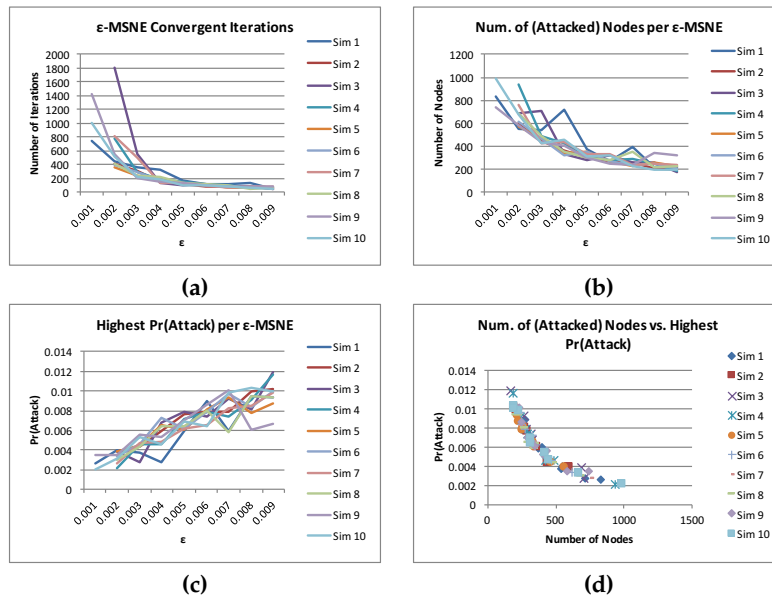 ε-MSNE Convergent Iterations
Number of Iterations
2000
1800
1600
1400
1200
1000
800
600
400
200
0
0.001
0.002
0.003
0.004
0.005
0.006
0.007
0.008
0.009
ε
Sim 1
Sim 2
Sim 3
Sim 4
Sim 5
Sim 6
Sim 7
Sim 8
Sim 9
Sim 10
(a)
Num. of (Attacked) Nodes per ε-MSNE
Number of Nodes
1200
1000
800
600
400
200
0
0.001
0.002
0.003
0.004
0.005
0.006
0.007
0.008
0.009
ε
Sim 1
Sim 2
Sim 3
Sim 4
Sim 5
Sim 6
Sim 7
Sim 8
Sim 9
Sim 10
(b)
Highest Pr(Attack) per ε-MSNE
Pr(Attack)
0.014
0.012
0.01
0.008
0.006
0.004
0.002
0
0.001
0.002
0.003
0.004
0.005
0.006
0.007
0.008
0.009
ε
Sim 1
Sim 2
Sim 3
Sim 4
Sim 5
Sim 6
Sim 7
Sim 8
Sim 9
Sim 10
(c)
Num. of (Attacked) Nodes vs. Highest
Pr(Attack)
Pr(Attack)
0.014
0.012
0.01
0.008
0.006
0.004
0.002
0
0
500
1000
1500
Number of Nodes
Sim 1
Sim 2
Sim 3
Sim 4
Sim 5
Sim 6
Sim 7
Sim 8
Sim 9
Sim 10
(d)